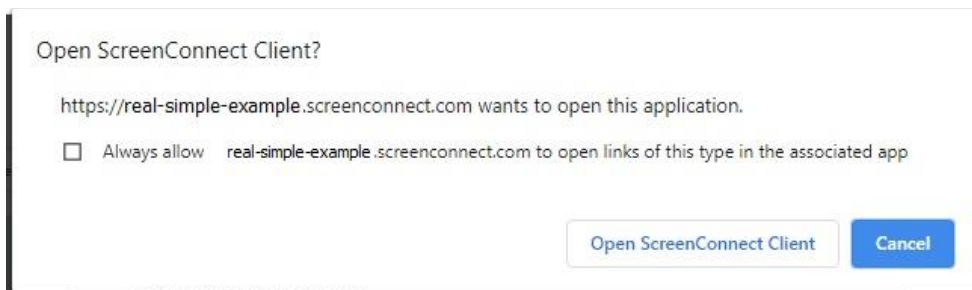 Open ScreenConnect Client?
https://real-simple-example.screenconnect.com wants to open this application.
Always allow real-simple-example.screenconnect.com to open links of this type in the associated app
Open ScreenConnect Client Cancel